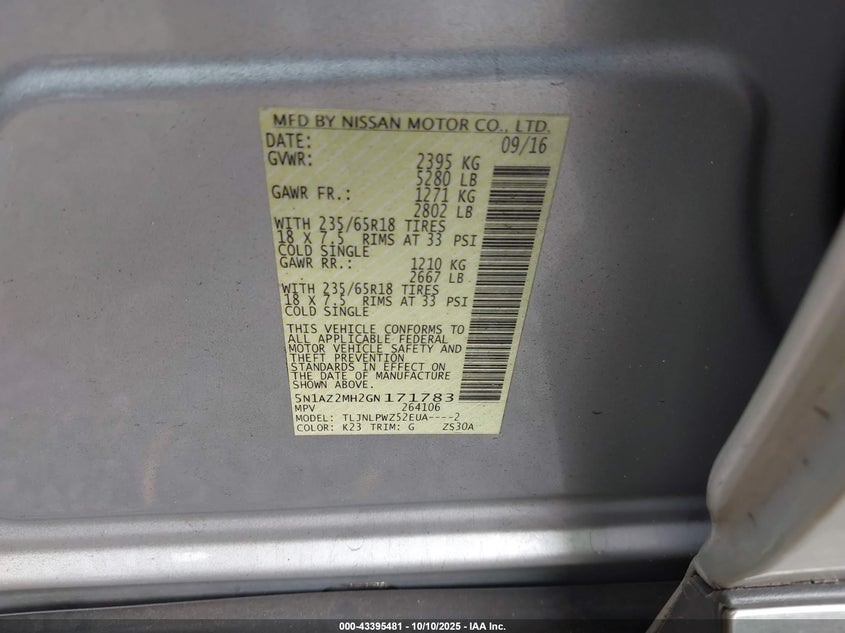 MFD BY NISSAN MOTOR CO., LTD.
DATE: 09/16
GVWR: 2395 KG
5280 LB
GAWR FR.: 1271 KG
2802 LB
WITH 235/65R18 TIRES
18 X 7.5 RIMS AT 33 PSI
COLD SINGLE
GAWR RR.: 1210 KG
2667 LB
WITH 235/65R18 TIRES
18 X 7.5 RIMS AT 33 PSI
COLD SINGLE
THIS VEHICLE CONFORMS TO
ALL APPLICABLE FEDERAL
MOTOR VEHICLE SAFETY AND
THEFT PREVENTION
STANDARDS IN EFFECT ON
THE DATE OF MANUFACTURE
SHOWN ABOVE.
5N1AZ2MH2GN171783
MPV 264106
MODEL: TLJNLPWZ52EUA----2
COLOR: K23 TRIM: G ZS30A
000-43395481 - 10/10/2025 - IAA Inc.